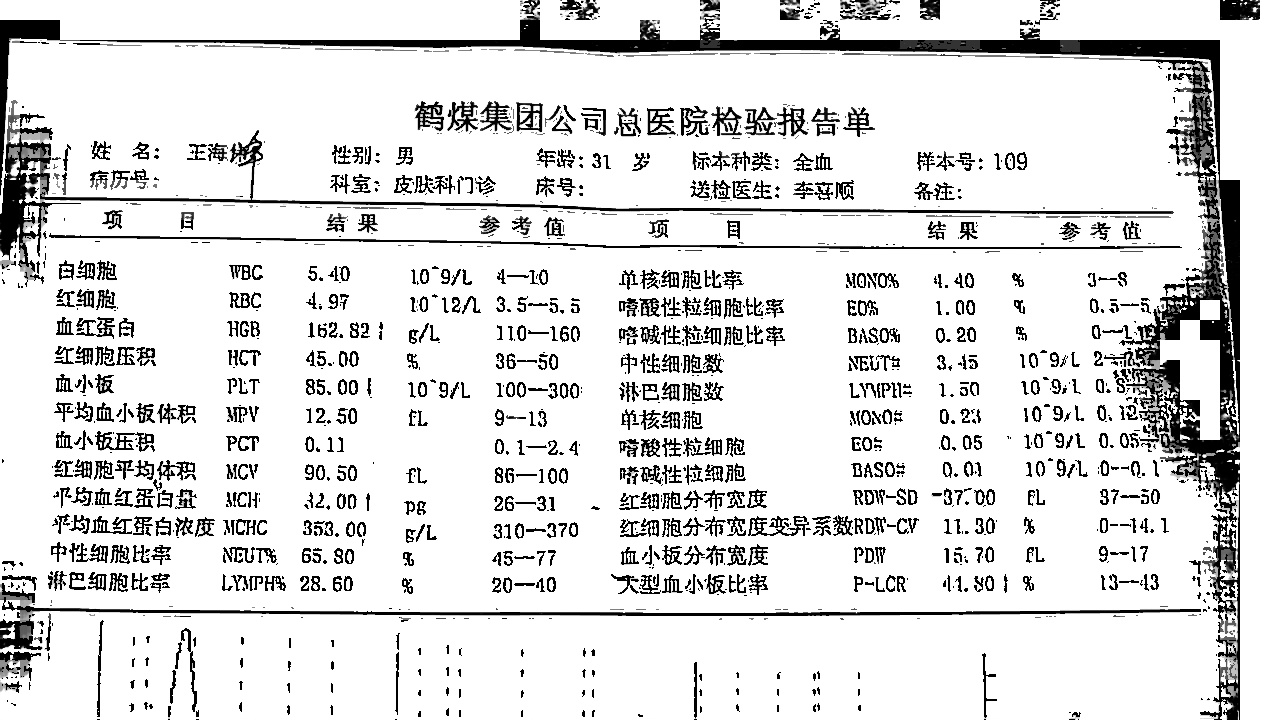 鹤煤集团公司总医院检验报告单
姓 名: 王海 性别: 男 年龄: 31 岁 标本种类: 全血 样本号: 109
病历号: 科室: 皮肤科门诊 床号: 送检医生: 李喜顺 备注:
项 目 结 果 参 考 值 项 目 结 果 参 考 值
白细胞 WBC 5.40 10^9/L 4--10 单核细胞比率 MONO% 4.40 % 3--8
红细胞 RBC 4.97 10^12/L 3.5--5.5 嗜酸性粒细胞比率 EO% 1.00 % 0.5--5
血红蛋白 HGB 162.82↑ g/L 110--160 嗜碱性粒细胞比率 BASO% 0.20 % 0--1
红细胞压积 HCT 45.00 % 36--50 中性细胞数 NEUT# 3.45 10^9/L 2--
血小板 PLT 85.00↓ 10^9/L 100--300 淋巴细胞数 LYMPH# 1.50 10^9/L 0.8--
平均血小板体积 MPV 12.50 fL 9--13 单核细胞 MONO# 0.23 10^9/L 0.12--
血小板压积 PCT 0.11 0.1--2.4 嗜酸性粒细胞 EO# 0.05 10^9/L 0.05--
红细胞平均体积 MCV 90.50 fL 86--100 嗜碱性粒细胞 BASO# 0.01 10^9/L 0--0.1
平均血红蛋白量 MCH 32.00↑ pg 26--31 红细胞分布宽度 RDW-SD 37.00 fL 37--50
平均血红蛋白浓度 MCHC 353.00 g/L 310--370 红细胞分布宽度变异系数 RDW-CV 11.30 % 0--14.1
中性细胞比率 NEUT% 65.80 % 45--77 血小板分布宽度 PDW 15.70 fL 9--17
淋巴细胞比率 LYMPH% 28.60 % 20--40 大型血小板比率 P-LCR 44.80↑ % 13--43